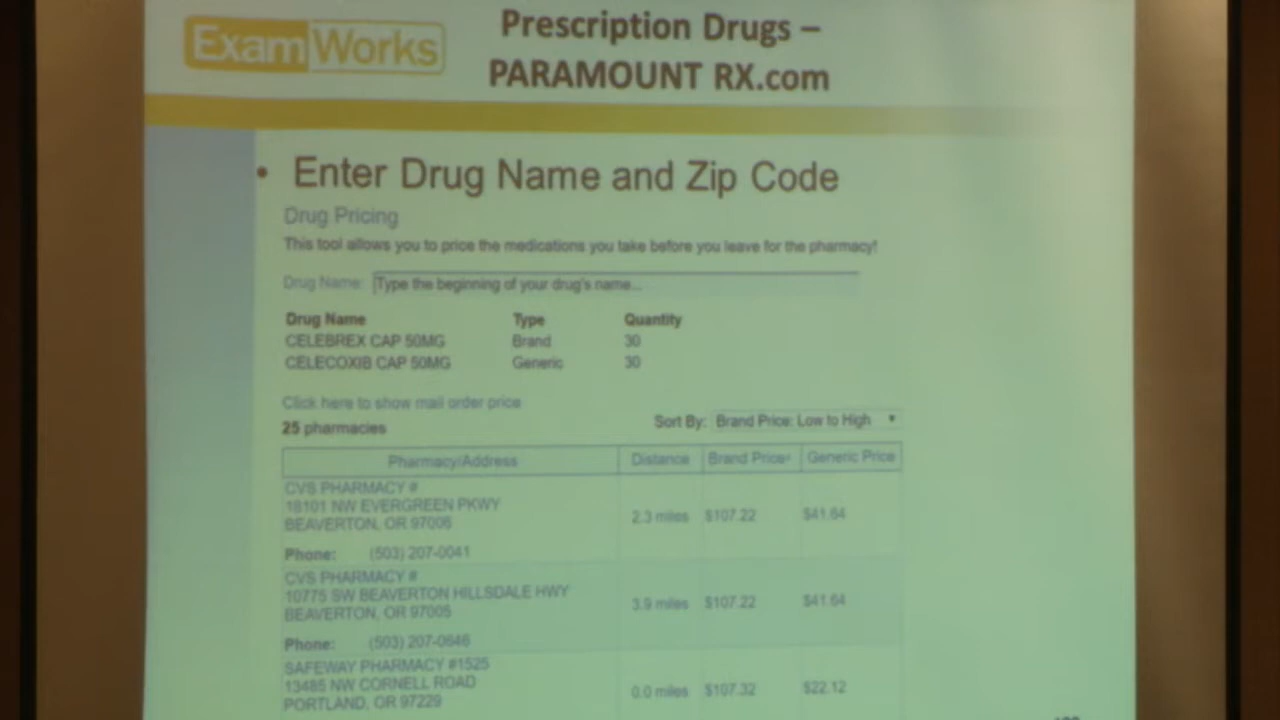 ExamWorks
Prescription Drugs –
PARAMOUNT RX.com
• Enter Drug Name and Zip Code
Drug Pricing
This tool allows you to price the medications you take before you leave for the pharmacy!
Drug Name: Type the beginning of your drug's name...
Drug Name Type Quantity
CELEBREX CAP 50MG Brand 30
CELECOXIB CAP 50MG Generic 30
Click here to show mail order price
25 pharmacies
Sort By: Brand Price: Low to High
Pharmacy/Address Distance Brand Price Generic Price
CVS PHARMACY #
18101 NW EVERGREEN PKWY
BEAVERTON, OR 97006
2.3 miles $107.22 $41.64
Phone: (503) 207-0041
CVS PHARMACY #
10775 SW BEAVERTON HILLSDALE HWY
BEAVERTON, OR 97005
3.9 miles $107.22 $41.64
Phone: (503) 207-0646
SAFEWAY PHARMACY #1525
13485 NW CORNELL ROAD
PORTLAND, OR 97229
0.0 miles $107.32 $22.12